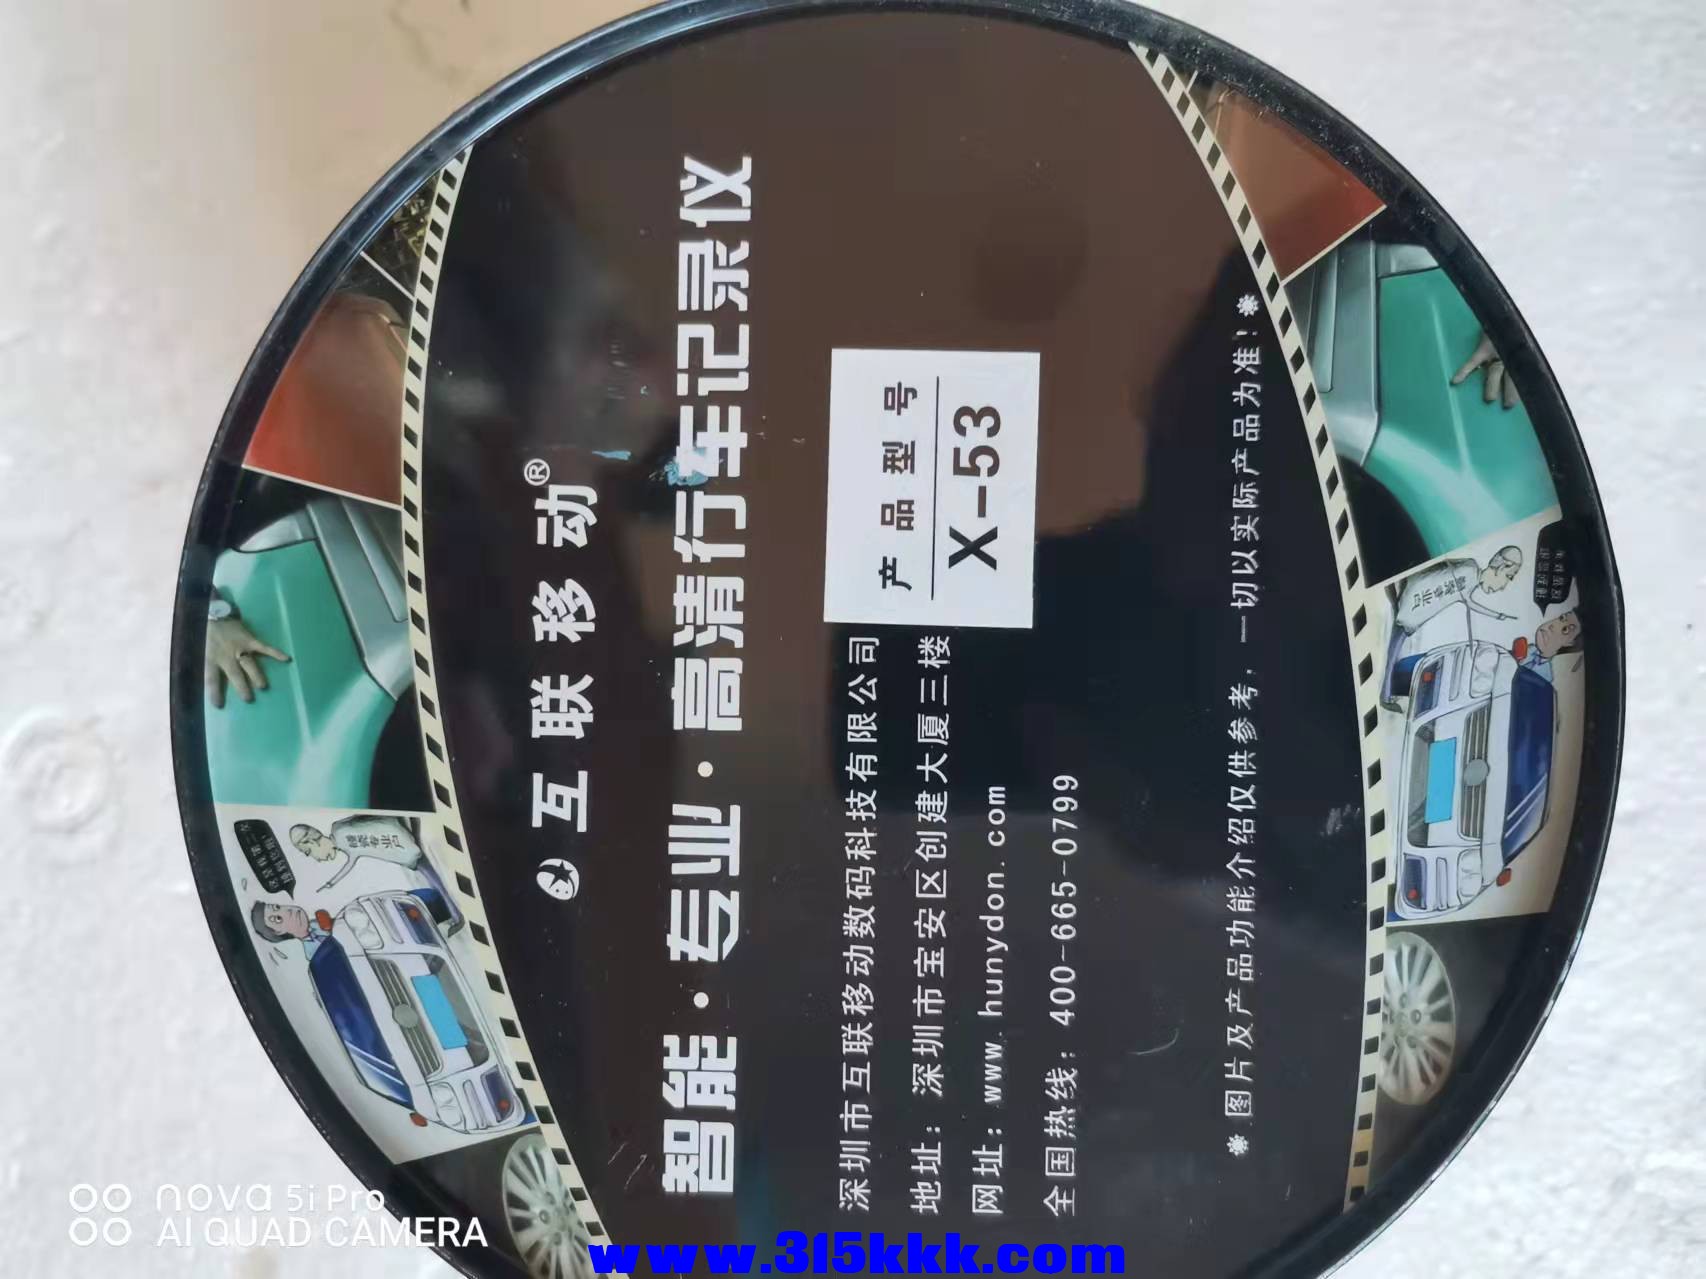 互联移动®
智能·专业·高清行车记录仪
产品型号
X-53
深圳市互联移动数码科技有限公司
地址：深圳市宝安区创建大厦三楼
网址：www.hunydon.com
全国热线：400-665-0799
*图片及产品功能介绍仅供参考，一切以实际产品为准！*
nova 5i Pro
AI QUAD CAMERA
www.315kkk.com